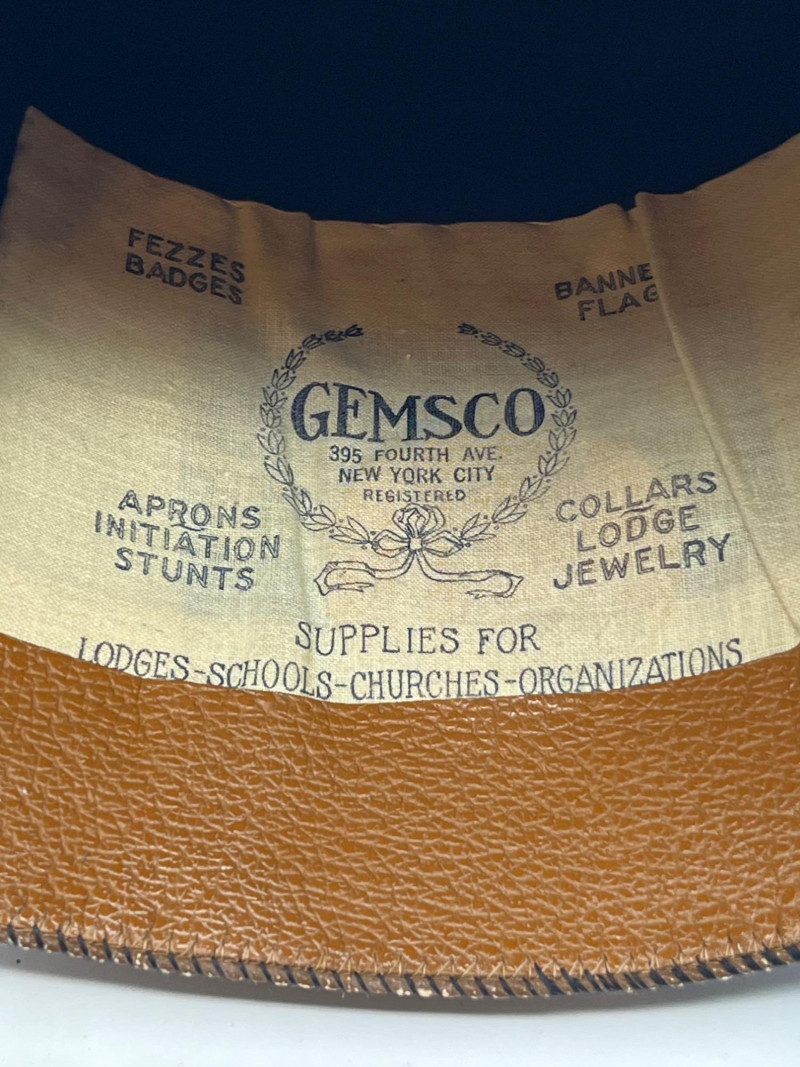 FEZZES
BADGES
BANNE
FLAG
GEMSCO
395 FOURTH AVE.
NEW YORK CITY
REGISTERED
APRONS
INITIATION
STUNTS
COLLARS
LODGE
JEWELRY
SUPPLIES FOR
LODGES-SCHOOLS-CHURCHES-ORGANIZATIONS